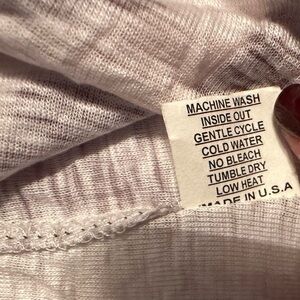 MACHINE WASH
INSIDE OUT
GENTLE CYCLE
COLD WATER
NO BLEACH
TUMBLE DRY
LOW HEAT
MADE IN U.S.A